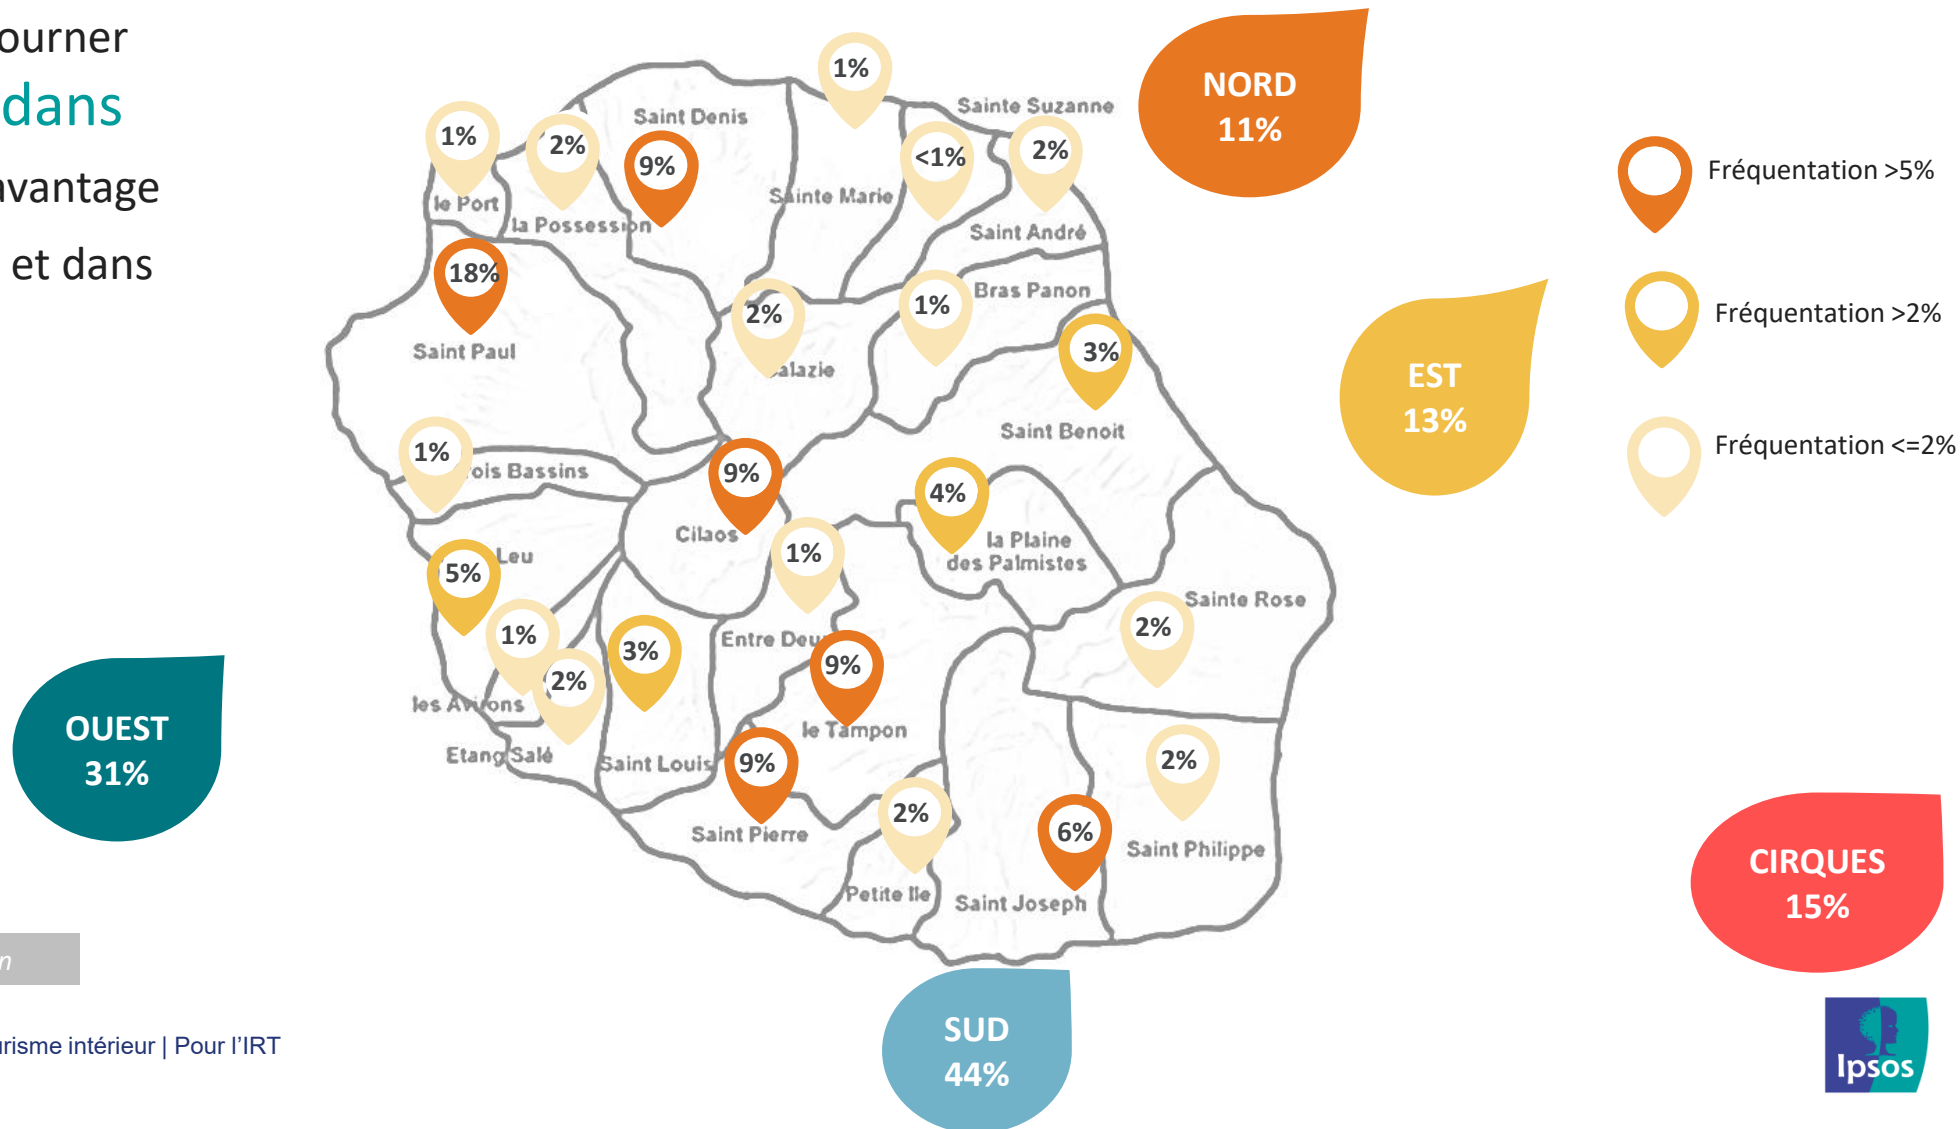 ourner
dans
avantage
et dans
NORD
11%
Fréquentation >5%
Fréquentation >2%
Fréquentation <=2%
EST
13%
OUEST
31%
CIRQUES
15%
SUD
44%
1%
Sainte Suzanne
Saint Denis
1%
2%
9%
<1%
2%
Sainte Marie
le Port
la Possession
Saint André
18%
Bras Panon
2%
1%
Saint Paul
alazie
3%
Saint Benoit
1%
ois Bassins
9%
4%
Cilaos
la Plaine
des Palmistes
1%
Leu
5%
Sainte Rose
2%
1%
Entre Deu
3%
9%
2%
les Avirons
le Tampon
Etang Salé
Saint Louis
9%
2%
2%
6%
Saint Pierre
Saint Philippe
Petite Ile
Saint Joseph
n
urisme intérieur | Pour l'IRT
Ipsos